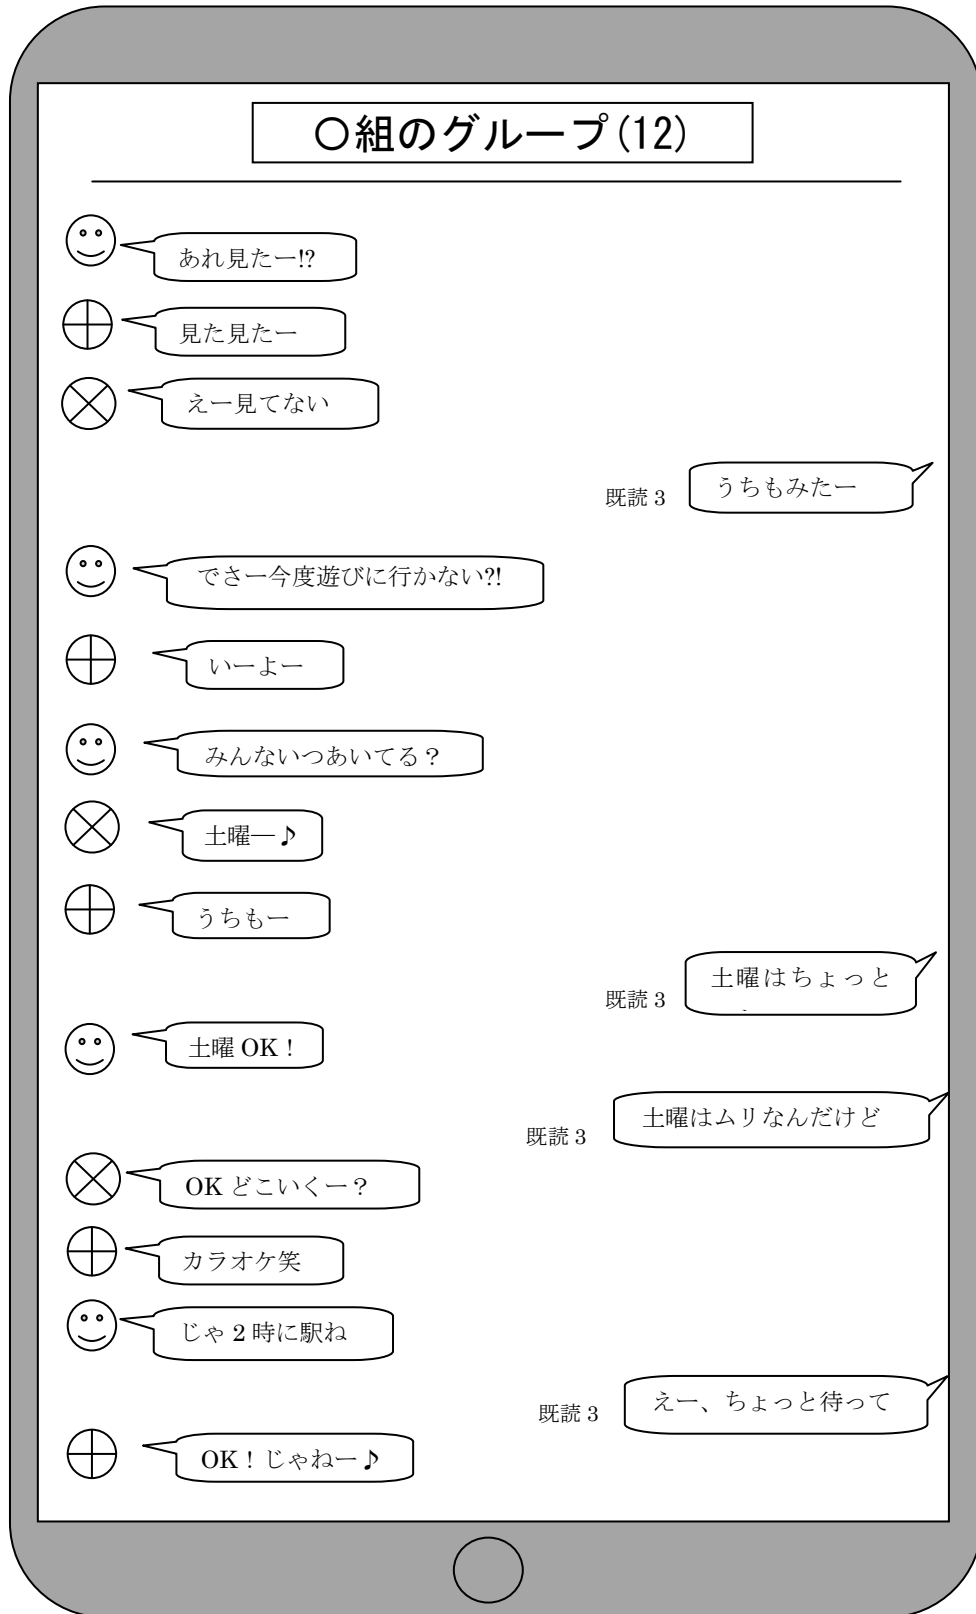 〇組のグループ(12)
あれ見たー!?
見た見たー
えー見てない
うちもみたー
既読 3
でさー今度遊びに行かない?!
いーよー
みんないつあいてる？
土曜―♪
うちもー
土曜はちょっと
既読 3
土曜 OK！
土曜はムリなんだけど
既読 3
OK どこいくー？
カラオケ笑
じゃ 2 時に駅ね
えー、ちょっと待って
既読 3
OK！じゃねー♪